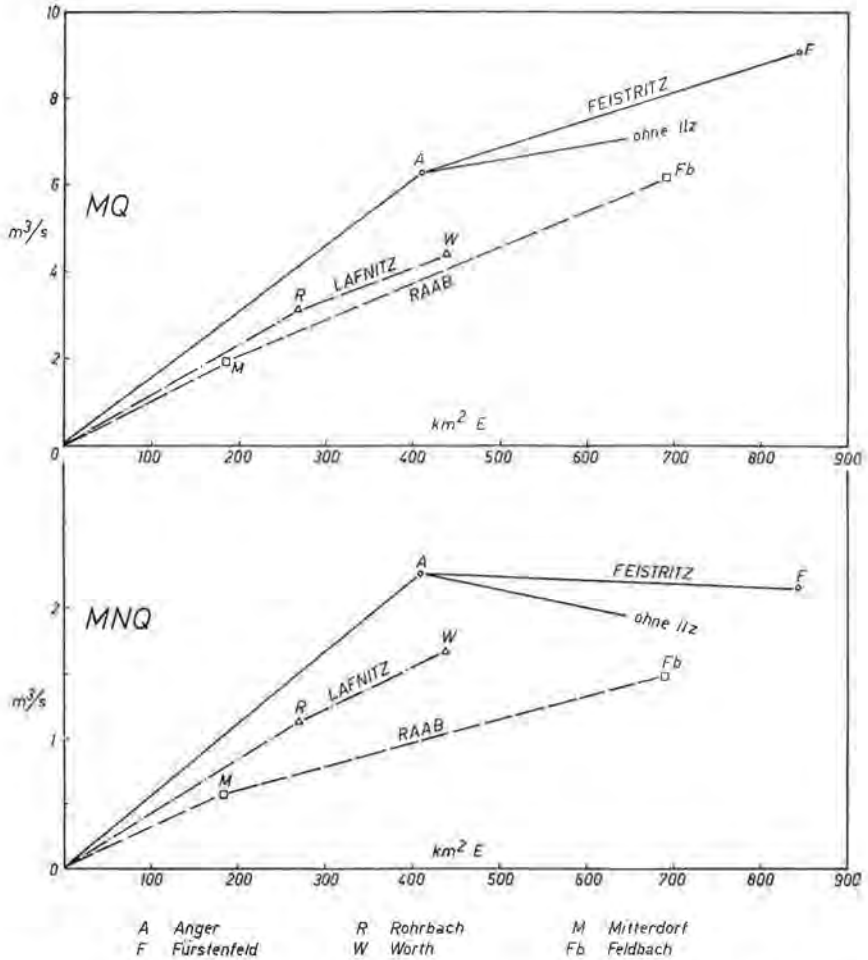 10
8
6
4
2
0
m³/s
MQ
A
FEISTRITZ
F
ohne Ilz
Fb
W
LAFNITZ
R
RAAB
M
km² E
100 200 300 400 500 600 700 800 900
MNQ
m³/s
2
1
0
A
FEISTRITZ
F
ohne Ilz
W
LAFNITZ
R
Fb
RAAB
M
km² E
100 200 300 400 500 600 700 800 900
A Anger R Rohrbach M Mitterdorf
F Fürstenfeld W Wörth Fb Feldbach